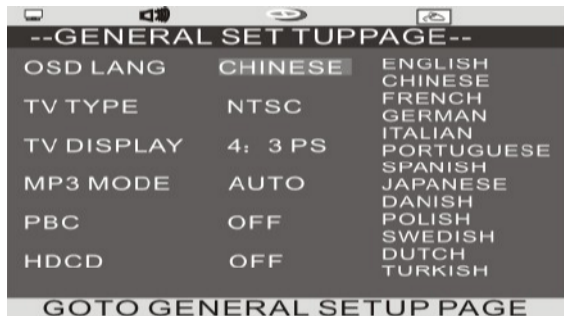 --GENERAL SET TUPPAGE--
OSD LANG CHINESE
TV TYPE NTSC
TV DISPLAY 4: 3 PS
MP3 MODE AUTO
PBC OFF
HDCD OFF
ENGLISH
CHINESE
FRENCH
GERMAN
ITALIAN
PORTUGUESE
SPANISH
JAPANESE
DANISH
POLISH
SWEDISH
DUTCH
TURKISH
GOTO GENERAL SETUP PAGE